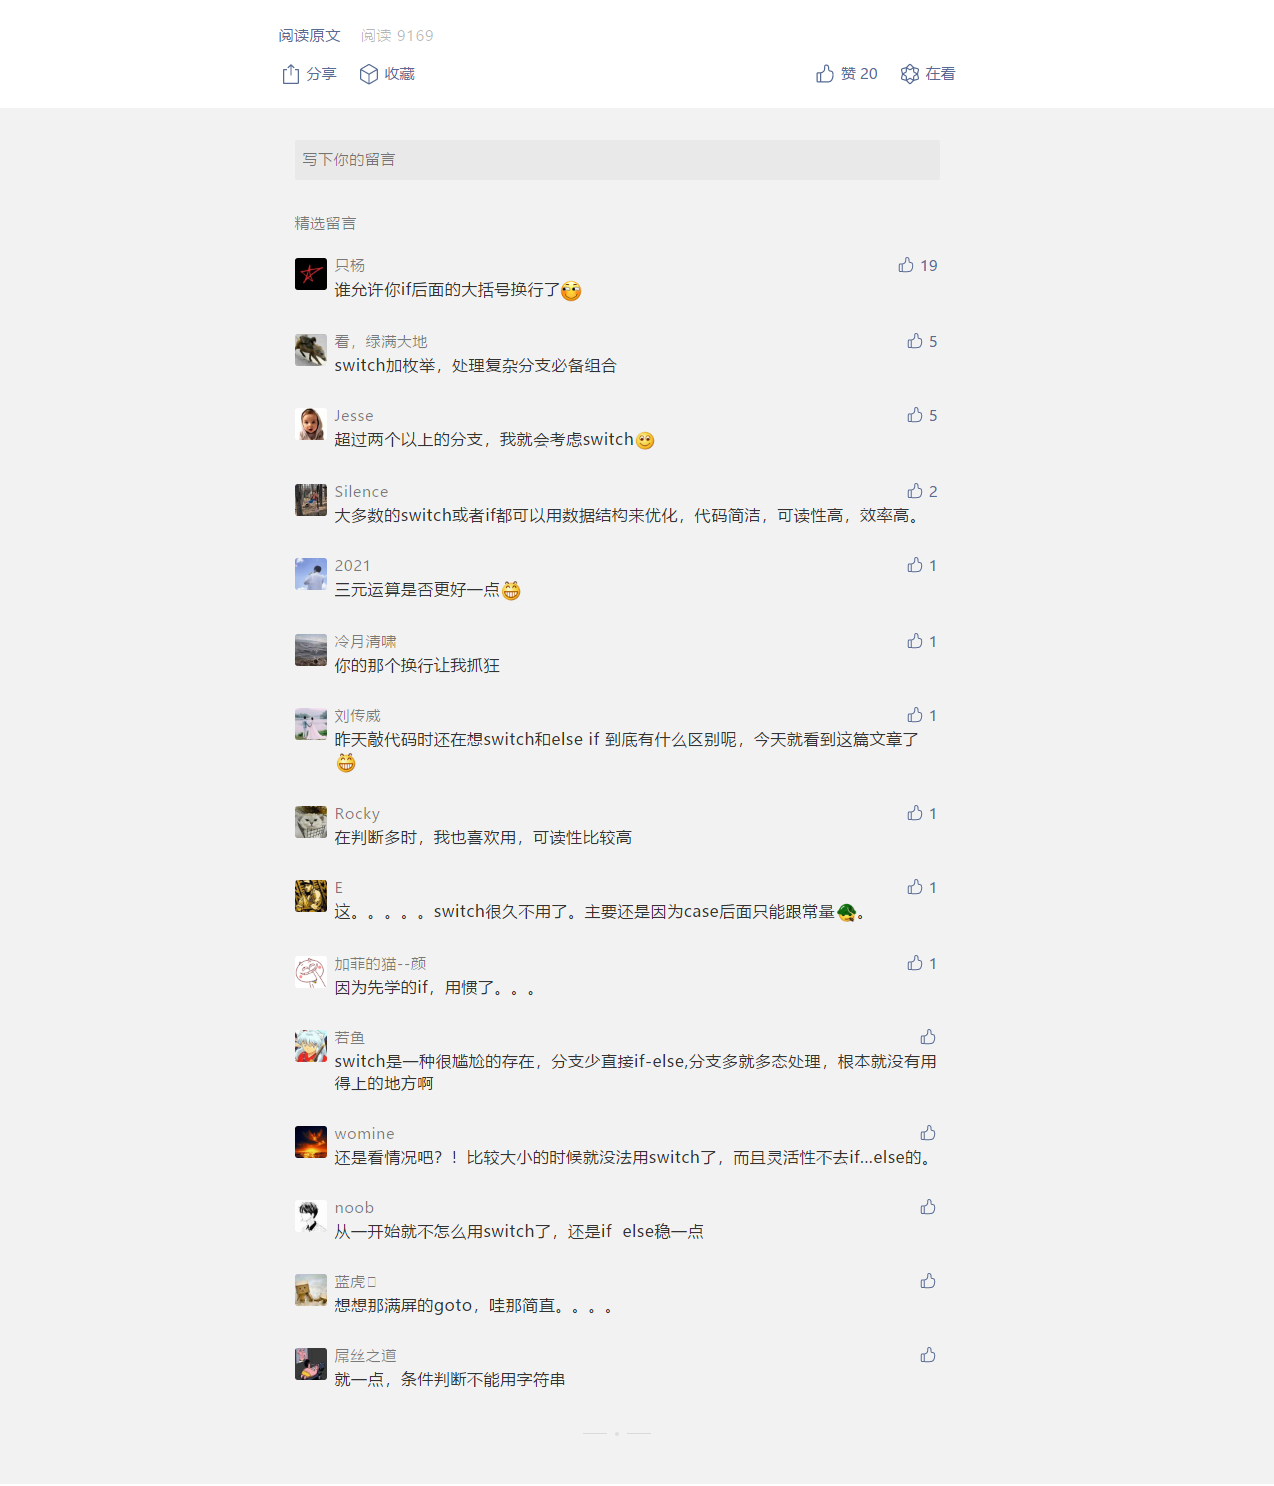 阅读原文 阅读 9169
分享 收藏 赞 20 在看
写下你的留言
精选留言
只杨 19
谁允许你if后面的大括号换行了
看，绿满大地 5
switch加枚举，处理复杂分支必备组合
Jesse 5
超过两个以上的分支，我就会考虑switch
Silence 2
大多数的switch或者if都可以用数据结构来优化，代码简洁，可读性高，效率高。
2021 1
三元运算是否更好一点
冷月清啸 1
你的那个换行让我抓狂
刘传威 1
昨天敲代码时还在想switch和else if 到底有什么区别呢，今天就看到这篇文章了
Rocky 1
在判断多时，我也喜欢用，可读性比较高
E 1
这。。。。。switch很久不用了。主要还是因为case后面只能跟常量。
加菲的猫--颜 1
因为先学的if，用惯了。。。
若鱼
switch是一种很尴尬的存在，分支少直接if-else,分支多就多态处理，根本就没有用
得上的地方啊
womine
还是看情况吧？！比较大小的时候就没法用switch了，而且灵活性不去if...else的。
noob
从一开始就不怎么用switch了，还是if  else稳一点
蓝虎
想想那满屏的goto，哇那简直。。。。
屌丝之道
就一点，条件判断不能用字符串